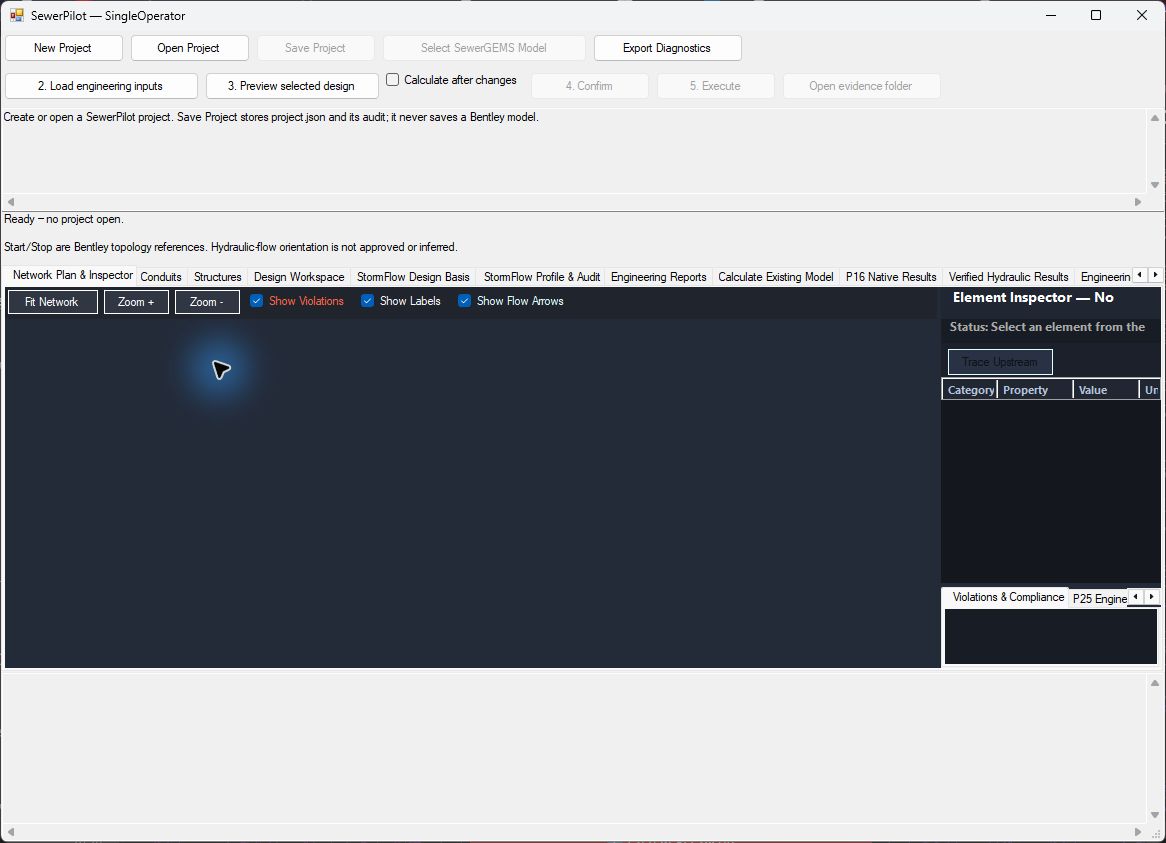 SewerPilot — SingleOperator
New Project
Open Project
Save Project
Select SewerGEMS Model
Export Diagnostics
2. Load engineering inputs
3. Preview selected design
Calculate after changes
4. Confirm
5. Execute
Open evidence folder
Create or open a SewerPilot project. Save Project stores project.json and its audit; it never saves a Bentley model.
Ready – no project open.
Start/Stop are Bentley topology references. Hydraulic-flow orientation is not approved or inferred.
Network Plan & Inspector
Conduits
Structures
Design Workspace
StormFlow Design Basis
StormFlow Profile & Audit
Engineering Reports
Calculate Existing Model
P16 Native Results
Verified Hydraulic Results
Engineerin
Fit Network
Zoom +
Zoom -
Show Violations
Show Labels
Show Flow Arrows
Element Inspector — No
Status: Select an element from the
Trace Upstream
Category
Property
Value
Un
Violations & Compliance
P25 Engine